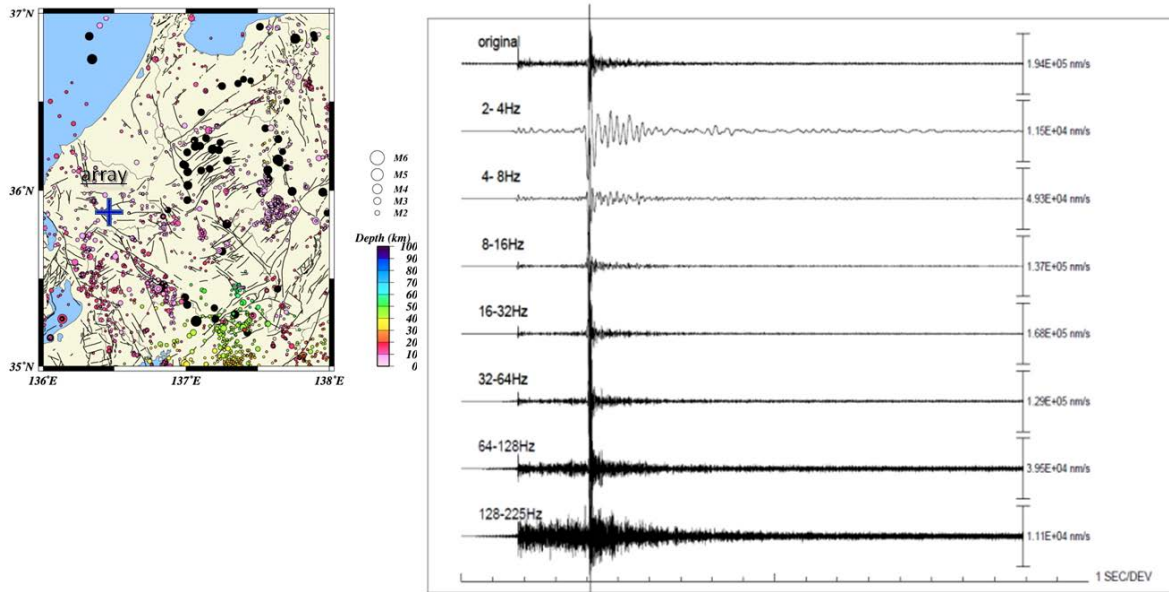 37°N
36°N
35°N
136°E
137°E
138°E
array
M6
M5
M4
M3
M2
Depth (km)
100
90
80
70
60
50
40
30
20
10
0
original
1.94E+05 nm/s
2- 4Hz
1.15E+04 nm/s
4- 8Hz
4.93E+04 nm/s
8-16Hz
1.37E+05 nm/s
16-32Hz
1.68E+05 nm/s
32-64Hz
1.29E+05 nm/s
64-128Hz
3.95E+04 nm/s
128-225Hz
1.11E+04 nm/s
1 SEC/DEV